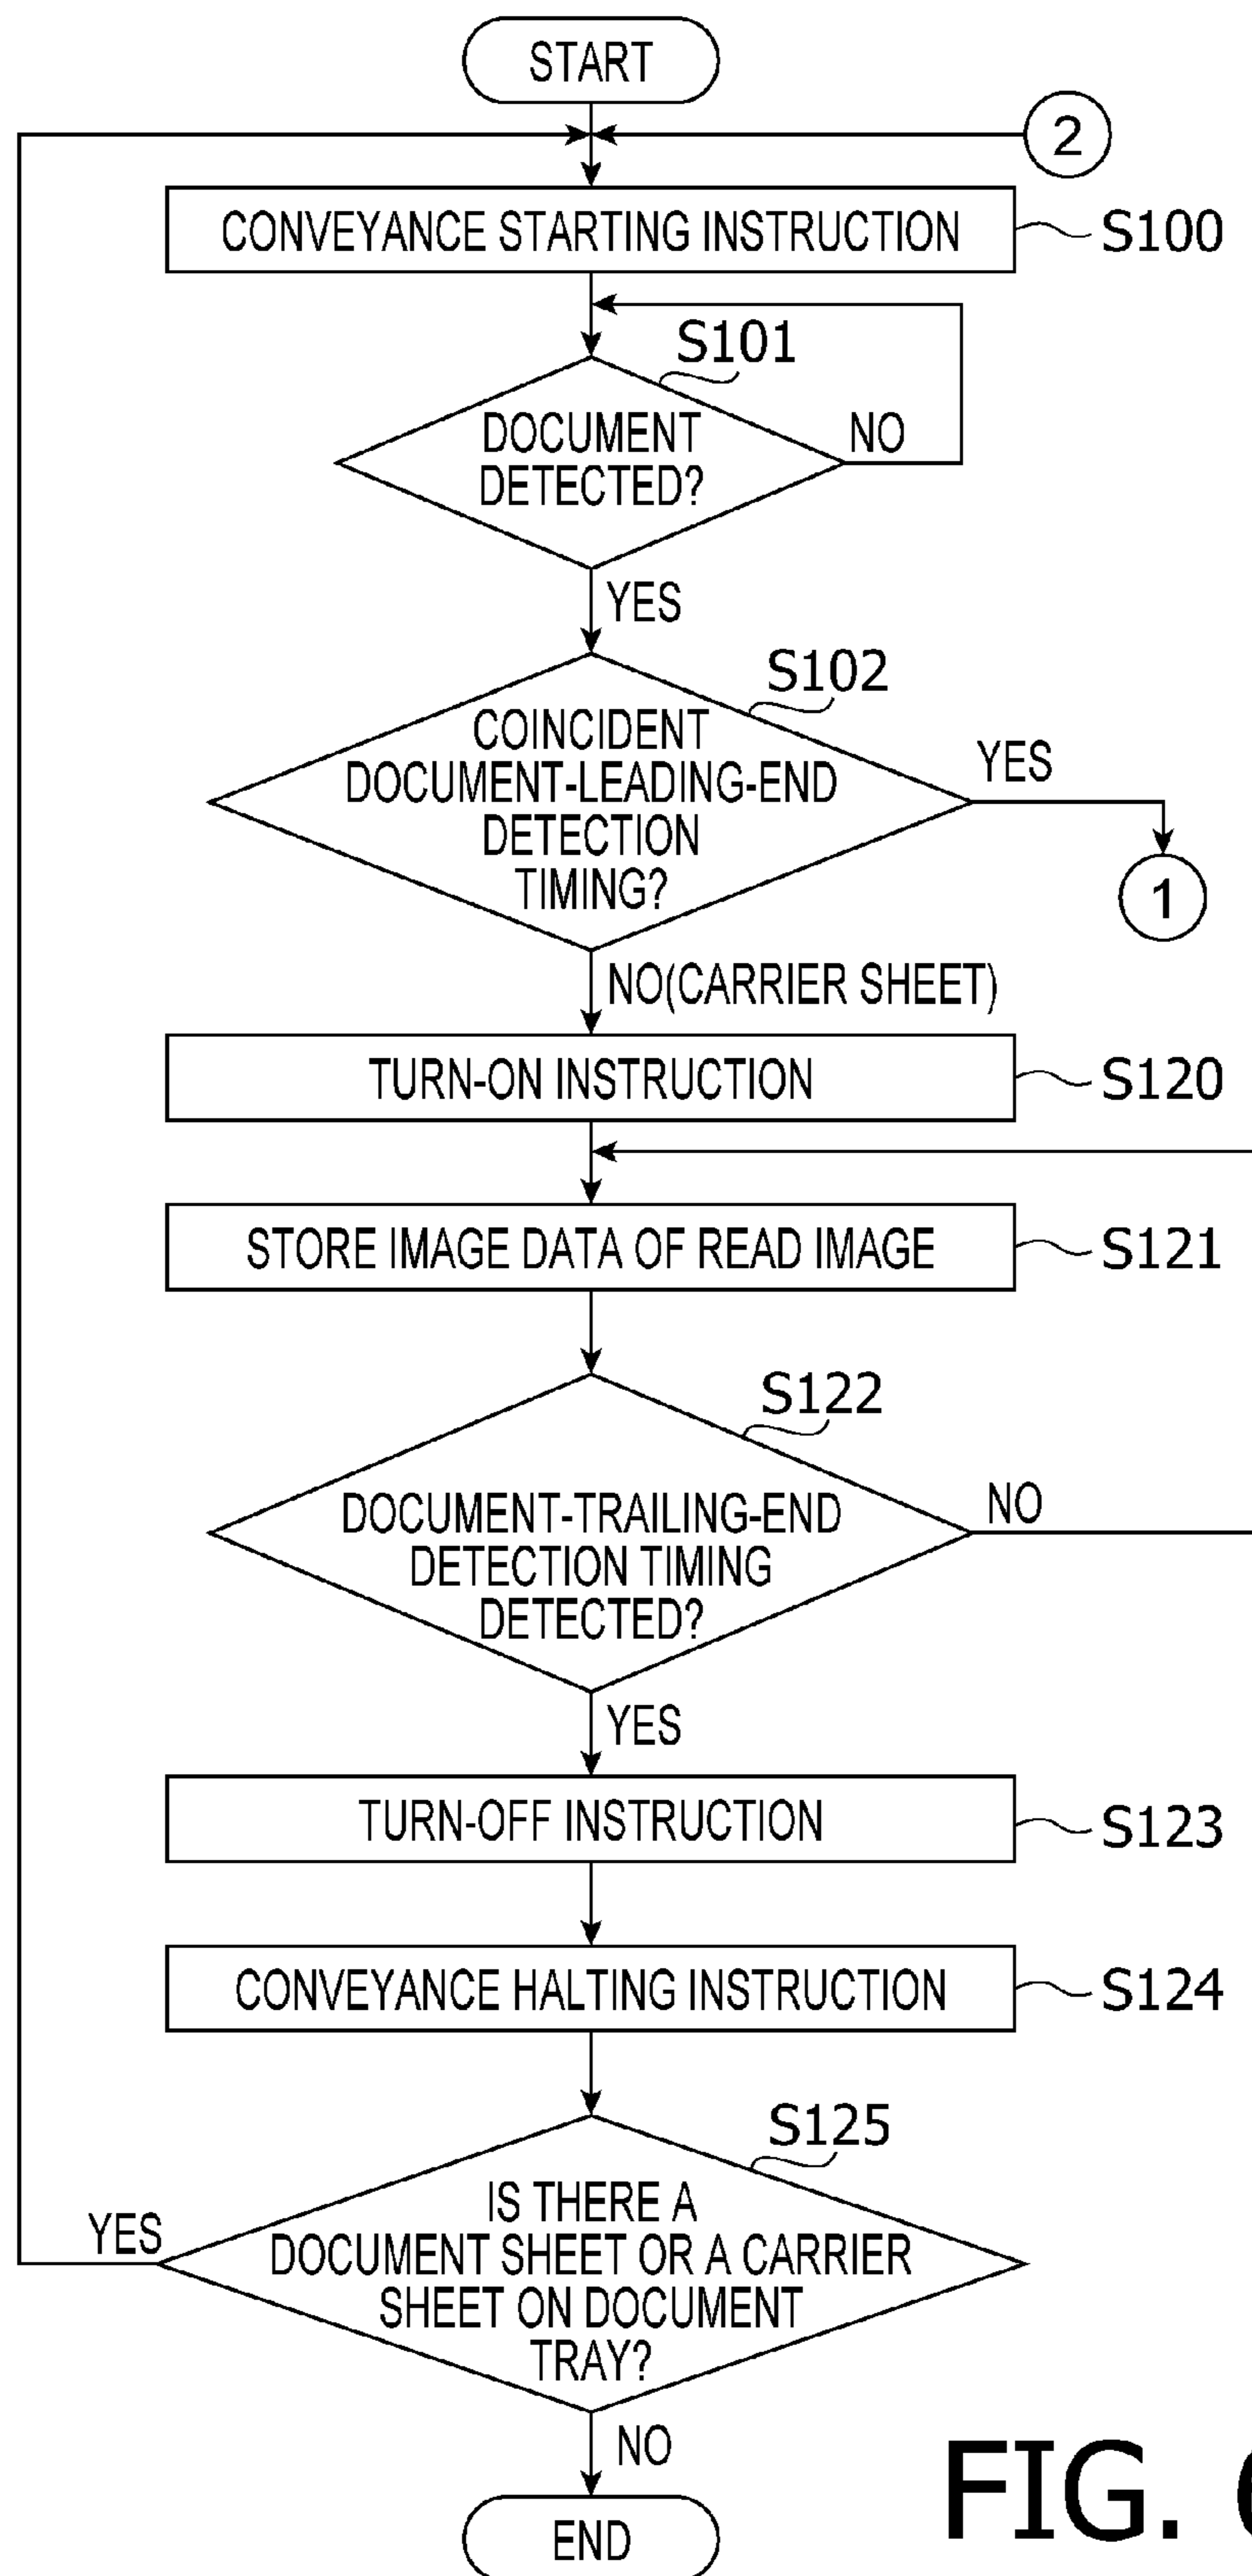 START
2
CONVEYANCE STARTING INSTRUCTION
S100
S101
DOCUMENT
DETECTED?
NO
YES
S102
COINCIDENT
DOCUMENT-LEADING-END
DETECTION
TIMING?
YES
1
NO(CARRIER SHEET)
TURN-ON INSTRUCTION
S120
STORE IMAGE DATA OF READ IMAGE
S121
S122
DOCUMENT-TRAILING-END
DETECTION TIMING
DETECTED?
NO
YES
TURN-OFF INSTRUCTION
S123
CONVEYANCE HALTING INSTRUCTION
S124
S125
IS THERE A
DOCUMENT SHEET OR A CARRIER
SHEET ON DOCUMENT
TRAY?
YES
NO
END
FIG.